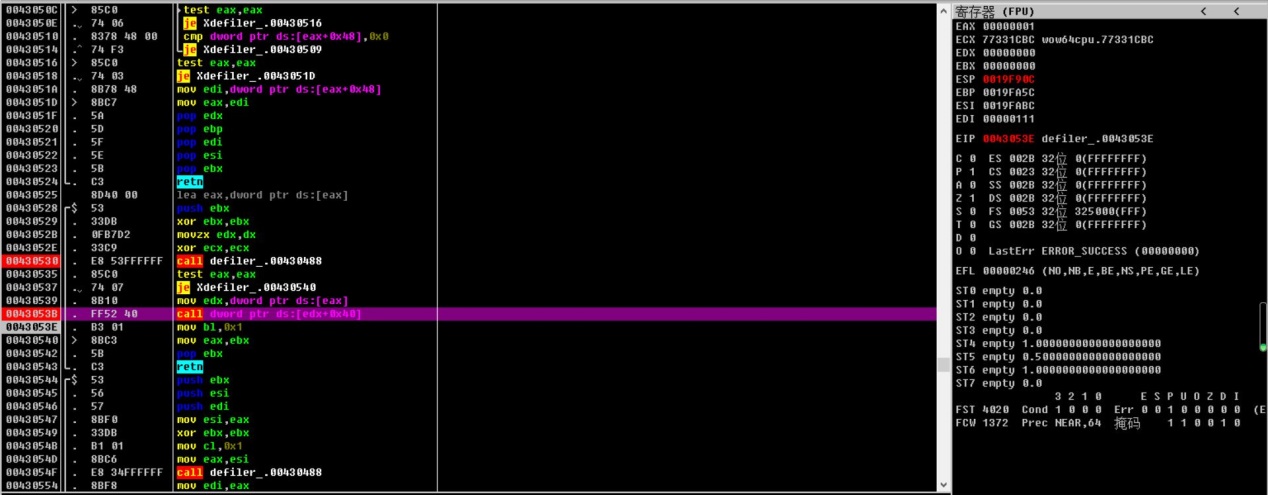 0043050C > 85C0 test eax,eax
0043050E . 74 06 je Xdefiler_.00430516
00430510 . 8378 48 00 cmp dword ptr ds:[eax+0x48],0x0
00430514 .^ 74 F3 je Xdefiler_.00430509
00430516 > 85C0 test eax,eax
00430518 . 74 03 je Xdefiler_.0043051D
0043051A . 8B78 48 mov edi,dword ptr ds:[eax+0x48]
0043051D > 8BC7 mov eax,edi
0043051F . 5A pop edx
00430520 . 5D pop ebp
00430521 . 5F pop edi
00430522 . 5E pop esi
00430523 . 5B pop ebx
00430524 . C3 retn
00430525 8D40 00 lea eax,dword ptr ds:[eax]
00430528 $ 53 push ebx
00430529 . 33DB xor ebx,ebx
0043052B . 0FB7D2 movzx edx,dx
0043052E . 33C9 xor ecx,ecx
00430530 . E8 53FFFFFF call defiler_.00430488
00430535 . 85C0 test eax,eax
00430537 . 74 07 je Xdefiler_.00430540
00430539 . 8B10 mov edx,dword ptr ds:[eax]
0043053B . FF52 40 call dword ptr ds:[edx+0x40]
0043053E . B3 01 mov bl,0x1
00430540 > 8BC3 mov eax,ebx
00430542 . 5B pop ebx
00430543 . C3 retn
00430544 $ 53 push ebx
00430545 . 56 push esi
00430546 . 57 push edi
00430547 . 8BF0 mov esi,eax
00430549 . 33DB xor ebx,ebx
0043054B . B1 01 mov cl,0x1
0043054D . 8BC6 mov eax,esi
0043054F . E8 34FFFFFF call defiler_.00430488
00430554 . 8BF8 mov edi,eax
寄存器 (FPU) < <
EAX 00000001
ECX 77331CBC wow64cpu.77331CBC
EDX 00000000
EBX 00000000
ESP 0019F90C
EBP 0019FA5C
ESI 0019FABC
EDI 00000111
EIP 0043053E defiler_.0043053E
C 0 ES 002B 32位 0(FFFFFFFF)
P 1 CS 0023 32位 0(FFFFFFFF)
A 0 SS 002B 32位 0(FFFFFFFF)
Z 1 DS 002B 32位 0(FFFFFFFF)
S 0 FS 0053 32位 325000(FFF)
T 0 GS 002B 32位 0(FFFFFFFF)
D 0
O 0 LastErr ERROR_SUCCESS (00000000)
EFL 00000246 (NO,NB,E,BE,NS,PE,GE,LE)
ST0 empty 0.0
ST1 empty 0.0
ST2 empty 0.0
ST3 empty 0.0
ST4 empty 1.0000000000000000000
ST5 empty 0.5000000000000000000
ST6 empty 1.0000000000000000000
ST7 empty 0.0
3 2 1 0 E S P U O Z D I
FST 4020 Cond 1 0 0 0 Err 0 0 1 0 0 0 0 0 (E
FCW 1372 Prec NEAR,64 掩码 1 1 0 0 1 0